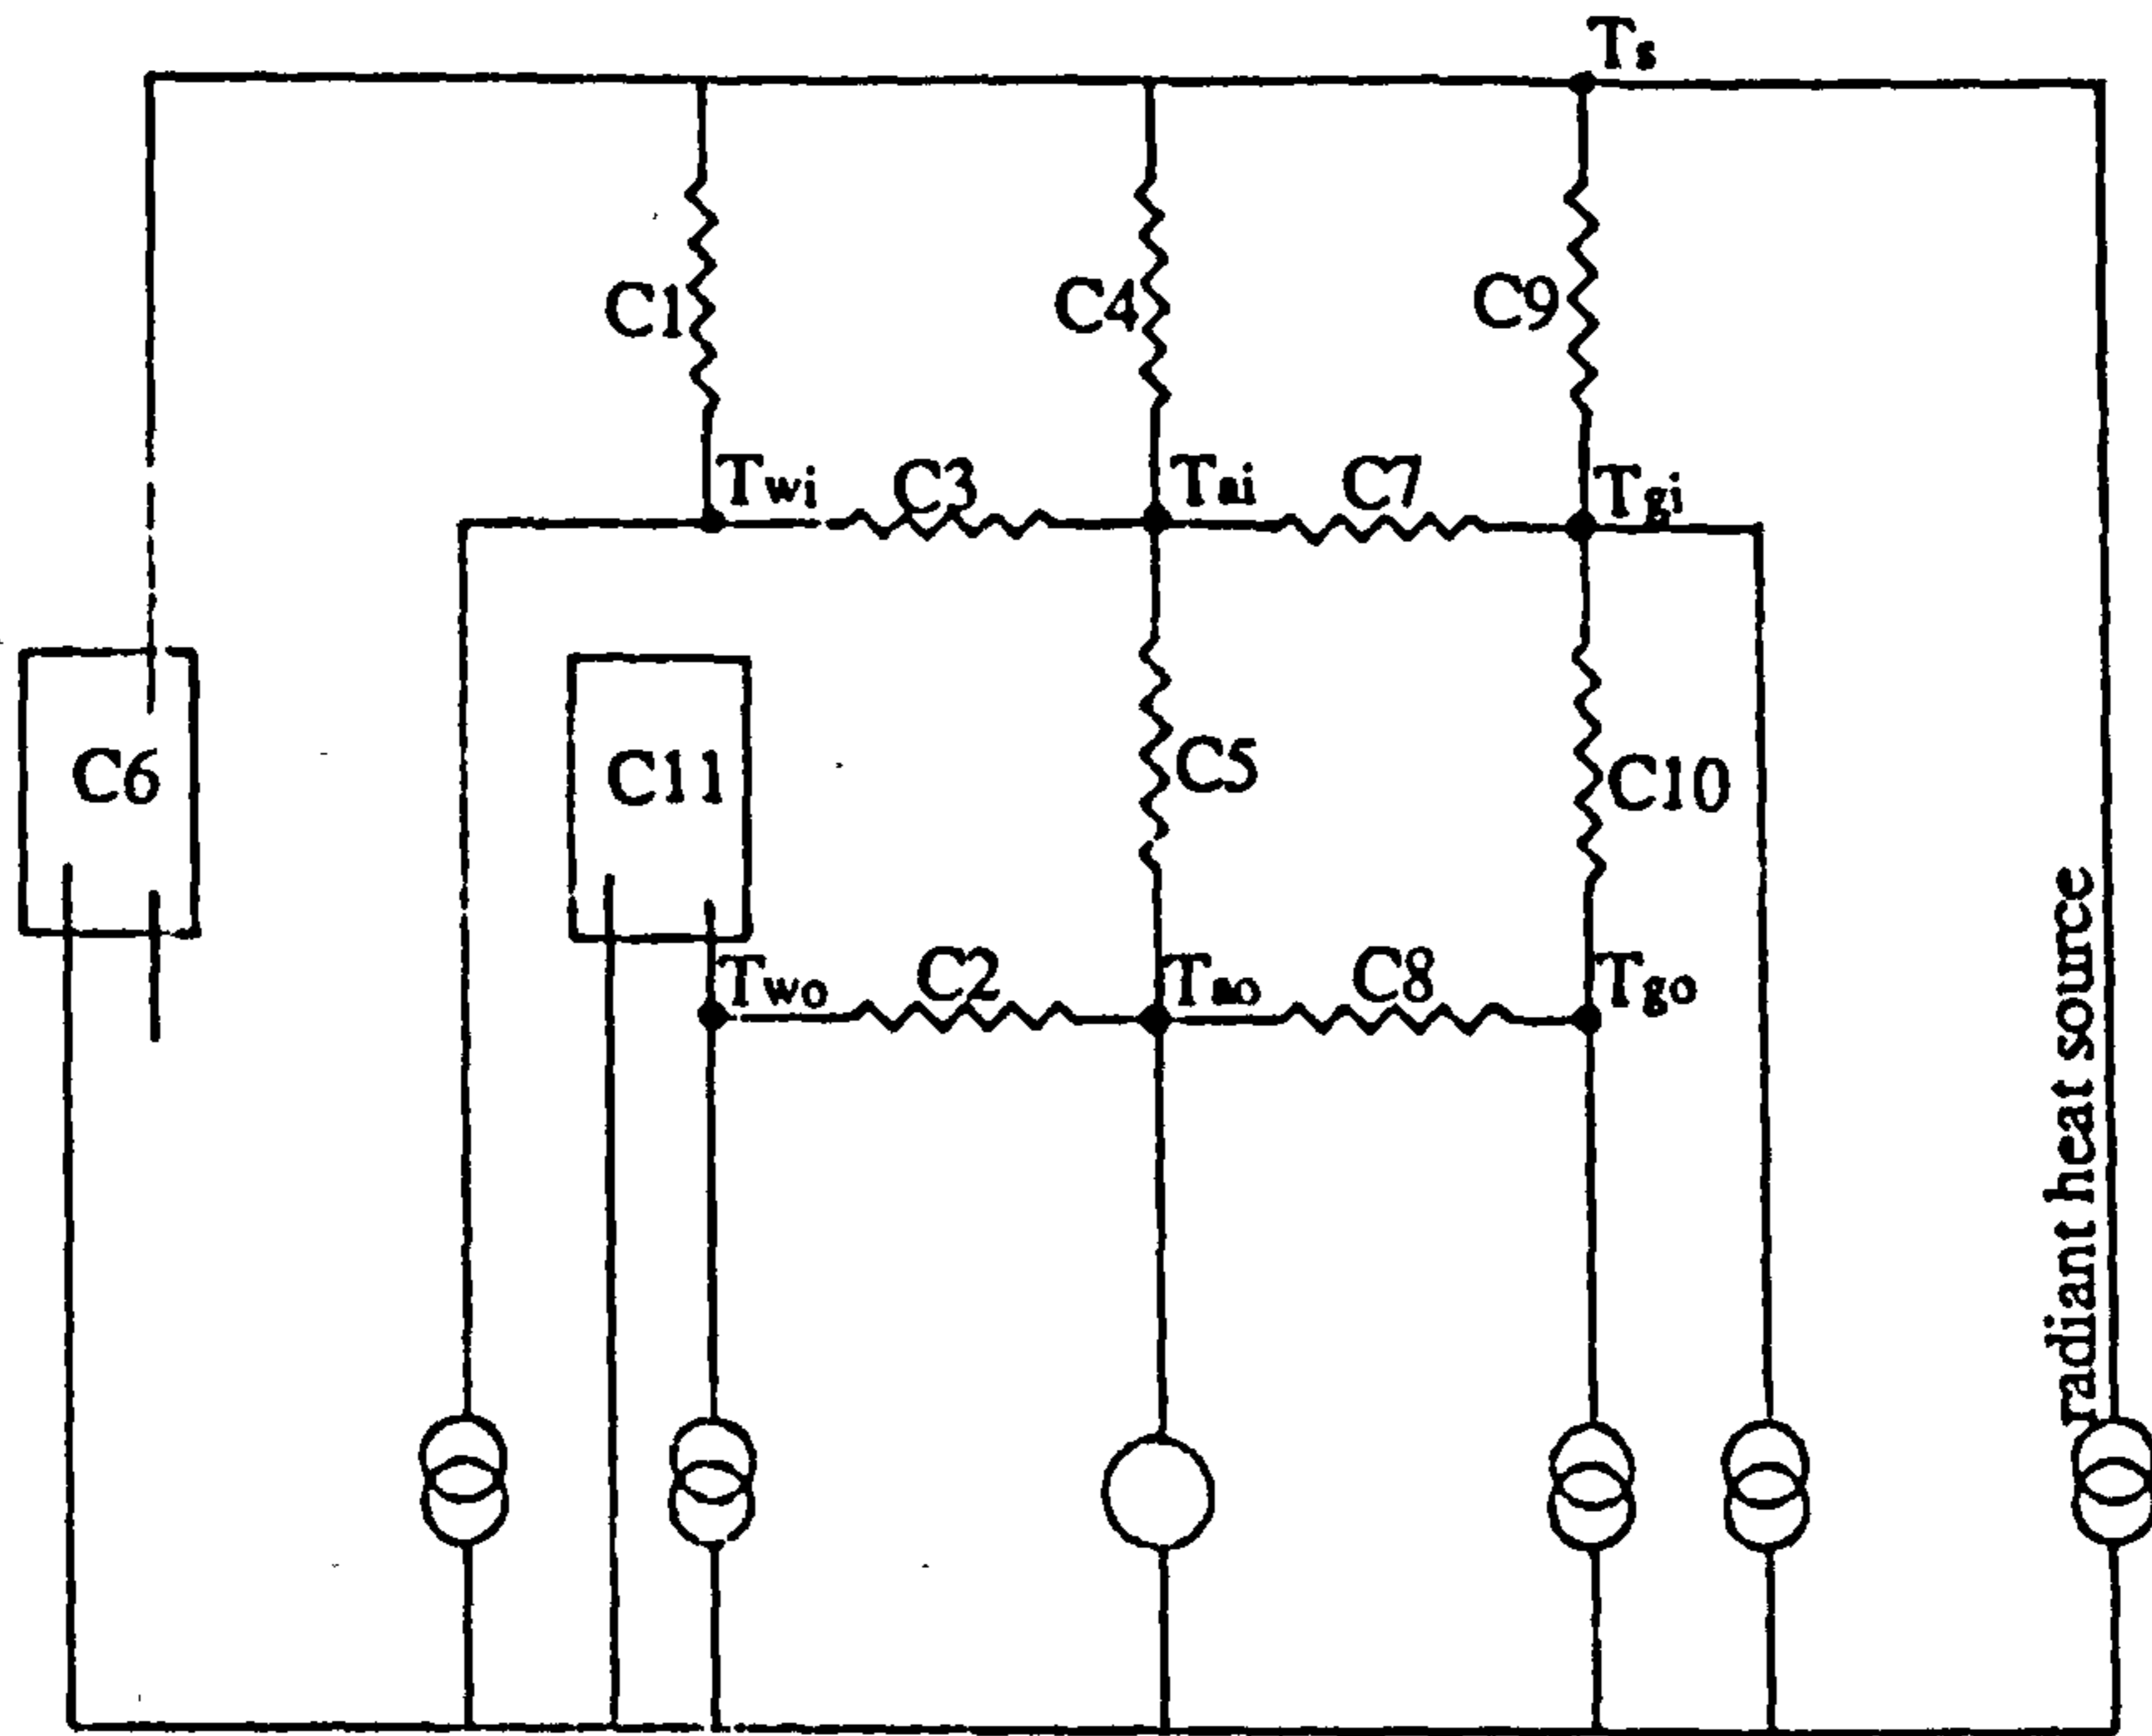 Ts
C1
C4
C9
Twi
C3
Tai
C7
Tgi
C6
C11
C5
C10
Two
C2
Tao
C8
Tgo
radiant heat source